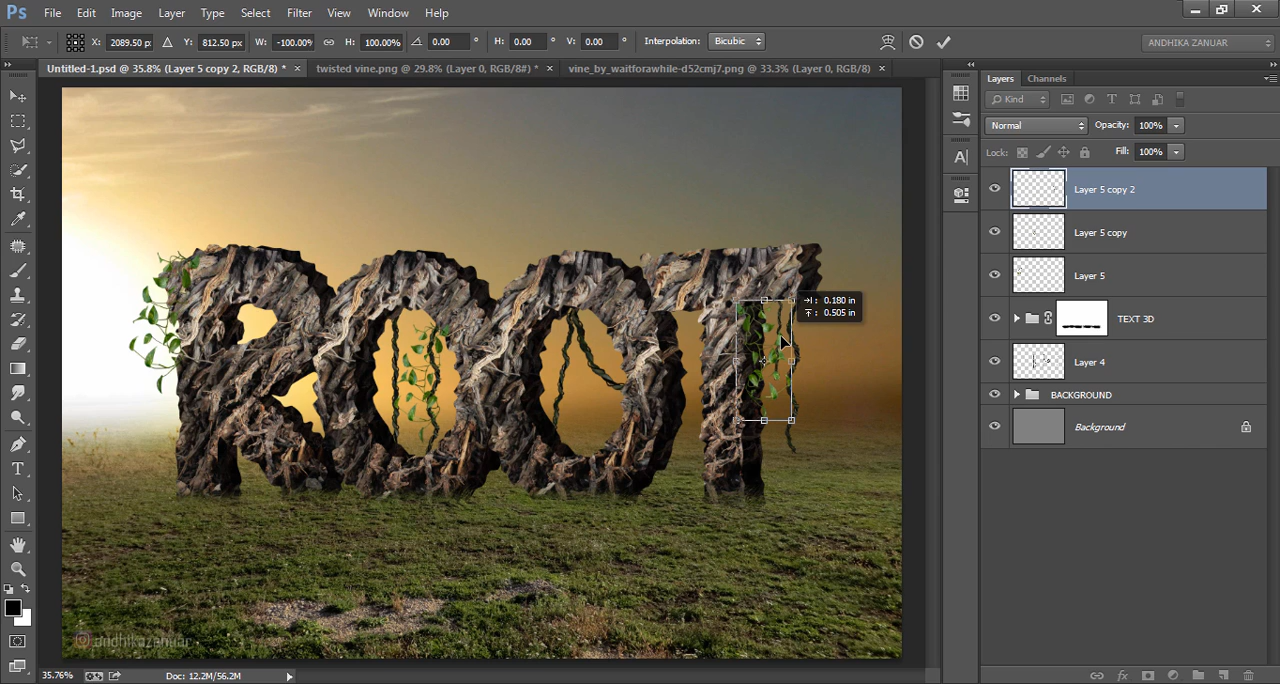 Ps File Edit Image Layer Type Select Filter View Window Help
X: 2089.50 px Y: 812.50 px W: -100.00% H: 100.00% 0.00 ° H: 0.00 ° V: 0.00 ° Interpolation: Bicubic ANDHIKA ZANUAR
Untitled-1.psd @ 35.8% (Layer 5 copy 2, RGB/8) * × twisted vine.png @ 29.8% (Layer 0, RGB/8#) * × vine_by_waitforawhile-d52cmj7.png @ 33.3% (Layer 0, RGB/8) ×
Layers Channels
Kind
Normal Opacity: 100%
Lock: Fill: 100%
Layer 5 copy 2
Layer 5 copy
Layer 5
TEXT 3D
Layer 4
BACKGROUND
Background
ROOT
: 0.180 in
: 0.505 in
andhikazanuar
35.76% Doc: 12.2M/56.2M